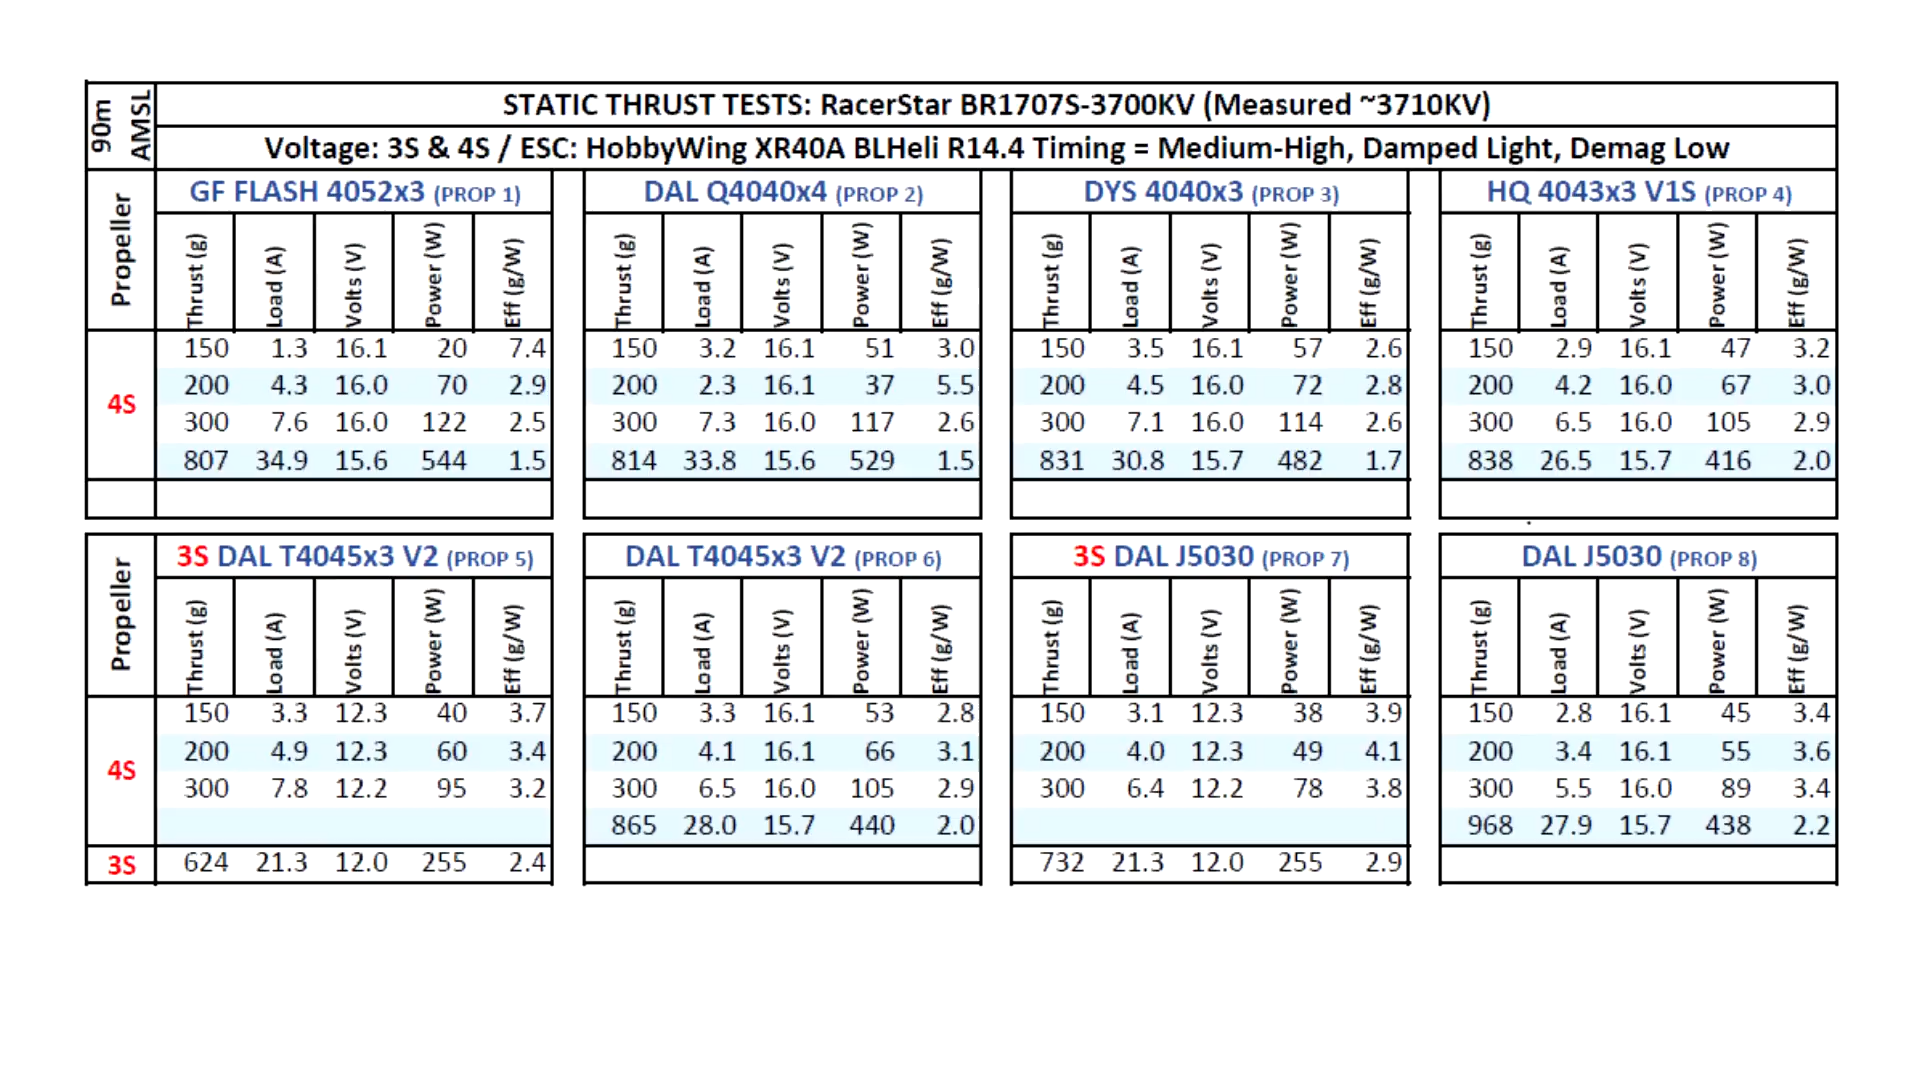 90m AMSL
STATIC THRUST TESTS: RacerStar BR1707S-3700KV (Measured ~3710KV)
Voltage: 3S & 4S / ESC: HobbyWing XR40A BLHeli R14.4 Timing = Medium-High, Damped Light, Demag Low
Propeller GF FLASH 4052x3 (PROP 1) DAL Q4040x4 (PROP 2) DYS 4040x3 (PROP 3) HQ 4043x3 V1S (PROP 4)
Thrust (g) Load (A) Volts (V) Power (W) Eff (g/W) Thrust (g) Load (A) Volts (V) Power (W) Eff (g/W) Thrust (g) Load (A) Volts (V) Power (W) Eff (g/W) Thrust (g) Load (A) Volts (V) Power (W) Eff (g/W)
4S
150 1.3 16.1 20 7.4 150 3.2 16.1 51 3.0 150 3.5 16.1 57 2.6 150 2.9 16.1 47 3.2
200 4.3 16.0 70 2.9 200 2.3 16.1 37 5.5 200 4.5 16.0 72 2.8 200 4.2 16.0 67 3.0
300 7.6 16.0 122 2.5 300 7.3 16.0 117 2.6 300 7.1 16.0 114 2.6 300 6.5 16.0 105 2.9
807 34.9 15.6 544 1.5 814 33.8 15.6 529 1.5 831 30.8 15.7 482 1.7 838 26.5 15.7 416 2.0
Propeller 3S DAL T4045x3 V2 (PROP 5) DAL T4045x3 V2 (PROP 6) 3S DAL J5030 (PROP 7) DAL J5030 (PROP 8)
Thrust (g) Load (A) Volts (V) Power (W) Eff (g/W) Thrust (g) Load (A) Volts (V) Power (W) Eff (g/W) Thrust (g) Load (A) Volts (V) Power (W) Eff (g/W) Thrust (g) Load (A) Volts (V) Power (W) Eff (g/W)
4S
150 3.3 12.3 40 3.7 150 3.3 16.1 53 2.8 150 3.1 12.3 38 3.9 150 2.8 16.1 45 3.4
200 4.9 12.3 60 3.4 200 4.1 16.1 66 3.1 200 4.0 12.3 49 4.1 200 3.4 16.1 55 3.6
300 7.8 12.2 95 3.2 300 6.5 16.0 105 2.9 300 6.4 12.2 78 3.8 300 5.5 16.0 89 3.4
865 28.0 15.7 440 2.0 968 27.9 15.7 438 2.2
3S 624 21.3 12.0 255 2.4 732 21.3 12.0 255 2.9